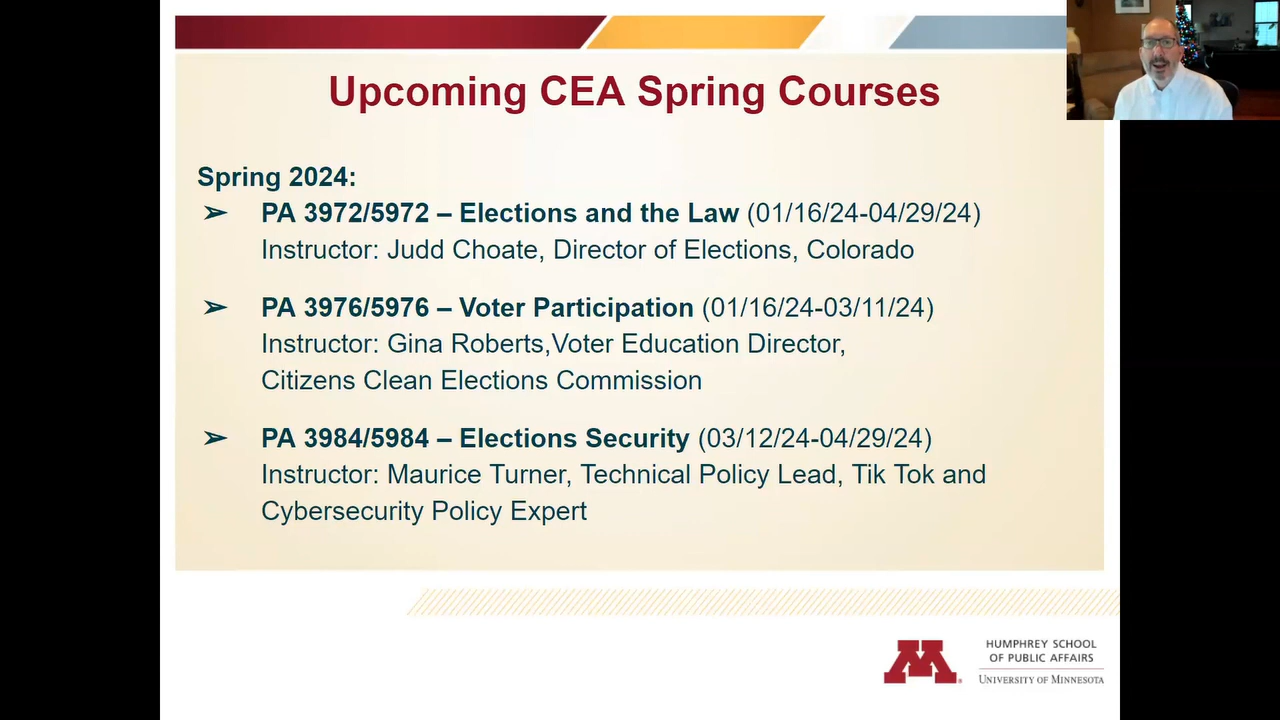 Upcoming CEA Spring Courses
Spring 2024:
➢ PA 3972/5972 – Elections and the Law (01/16/24-04/29/24)
Instructor: Judd Choate, Director of Elections, Colorado
➢ PA 3976/5976 – Voter Participation (01/16/24-03/11/24)
Instructor: Gina Roberts,Voter Education Director,
Citizens Clean Elections Commission
➢ PA 3984/5984 – Elections Security (03/12/24-04/29/24)
Instructor: Maurice Turner, Technical Policy Lead, Tik Tok and
Cybersecurity Policy Expert
M
HUMPHREY SCHOOL
OF PUBLIC AFFAIRS
UNIVERSITY OF MINNESOTA